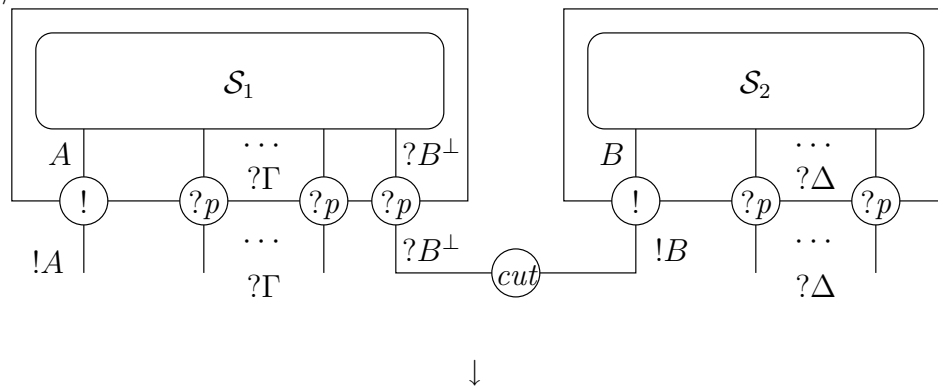 𝒮₁ 𝒮₂
A ⋯ ?B^⊥ B ⋯
?Γ ?Δ
! ?p ?p ?p ! ?p ?p
!A ⋯ ?B^⊥ !B ⋯
?Γ cut ?Δ
↓